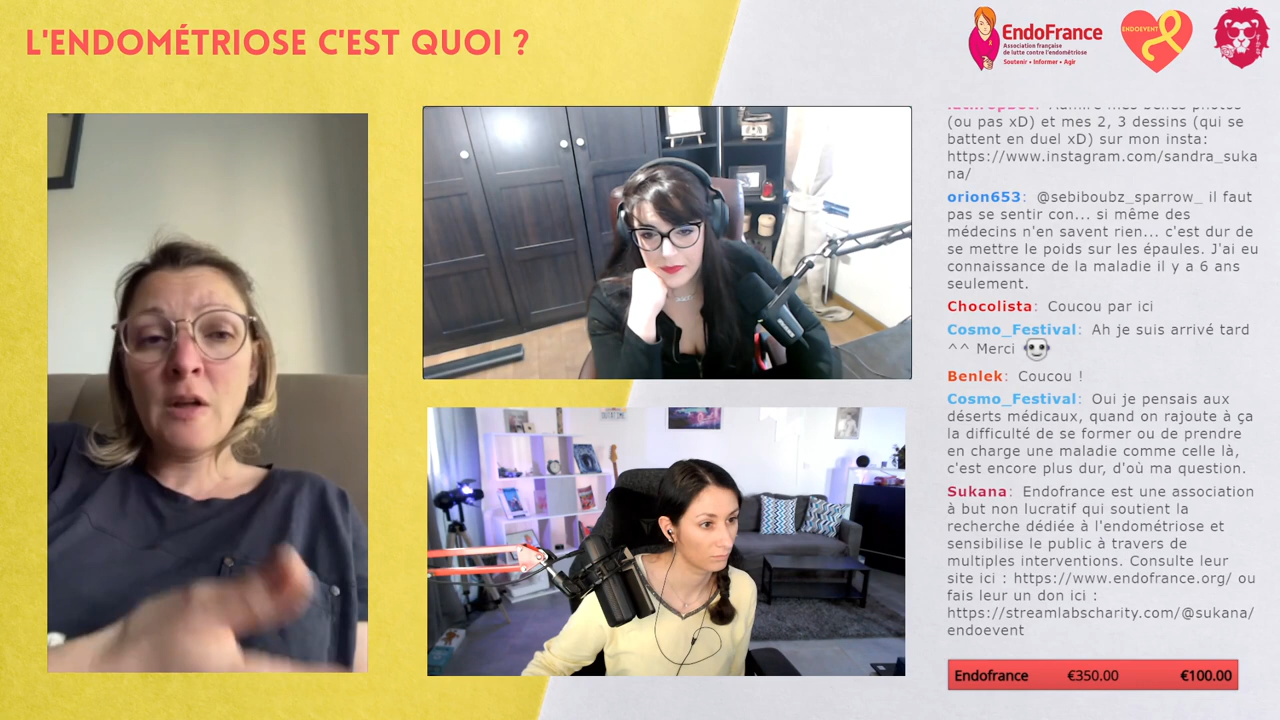 L'ENDOMÉTRIOSE C'EST QUOI ?
EndoFrance
Association française
de lutte contre l'endométriose
Soutenir • Informer • Agir
ENDOEVENT
(ou pas xD) et mes 2, 3 dessins (qui se
battent en duel xD) sur mon insta:
https://www.instagram.com/sandra_suka
na/
orion653: @sebiboubz_sparrow_ il faut
pas se sentir con... si même des
médecins n'en savent rien... c'est dur de
se mettre le poids sur les épaules. J'ai eu
connaissance de la maladie il y a 6 ans
seulement.
Chocolista: Coucou par ici
Cosmo_Festival: Ah je suis arrivé tard
^^ Merci
Benlek: Coucou !
Cosmo_Festival: Oui je pensais aux
déserts médicaux, quand on rajoute à ça
la difficulté de se former ou de prendre
en charge une maladie comme celle là,
c'est encore plus dur, d'où ma question.
Sukana: Endofrance est une association
à but non lucratif qui soutient la
recherche dédiée à l'endométriose et
sensibilise le public à travers de
multiples interventions. Consulte leur
site ici : https://www.endofrance.org/ ou
fais leur un don ici :
https://streamlabscharity.com/@sukana/
endoevent
Endofrance €350.00 €100.00